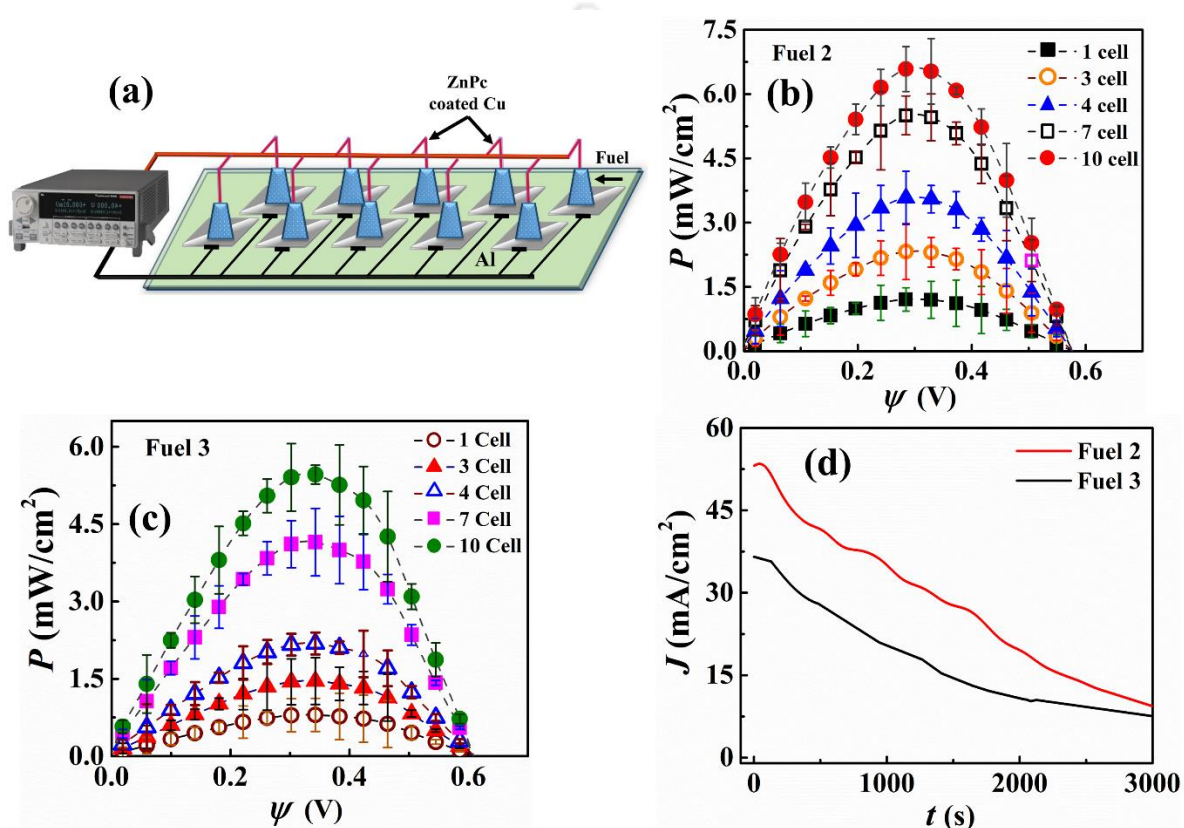 (a)
ZnPc
coated Cu
Fuel
Al
(b)
Fuel 2
1 cell
3 cell
4 cell
7 cell
10 cell
P (mW/cm²)
7.5
6.0
4.5
3.0
1.5
0.0
0.0 0.2 0.4 0.6
ψ (V)
(c)
Fuel 3
1 Cell
3 Cell
4 Cell
7 Cell
10 Cell
P (mW/cm²)
6.0
4.5
3.0
1.5
0.0
0.0 0.2 0.4 0.6
ψ (V)
(d)
Fuel 2
Fuel 3
J (mA/cm²)
60
45
30
15
0
0 1000 2000 3000
t (s)